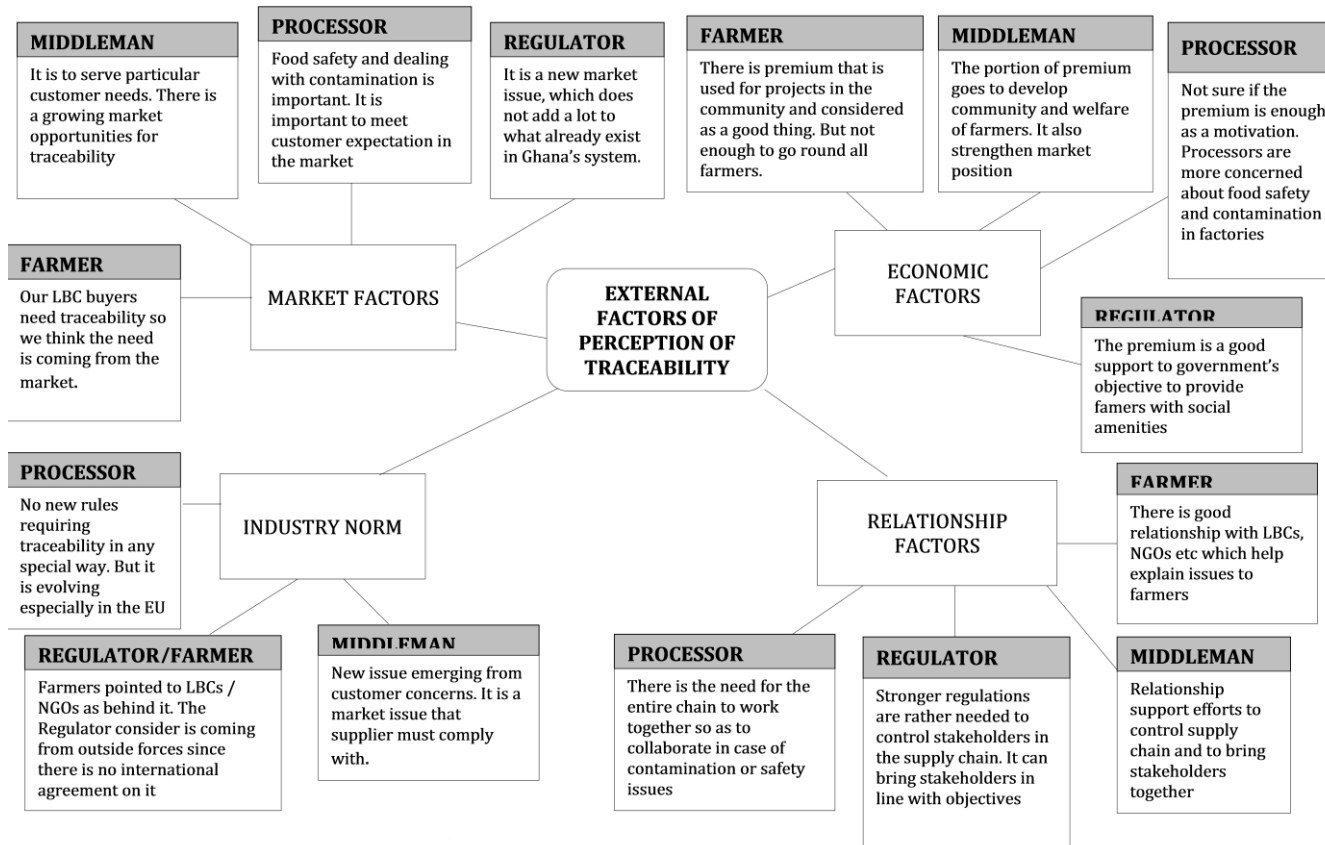 MIDDLEMAN
It is to serve particular
customer needs. There is
a growing market
opportunities for
traceability
PROCESSOR
Food safety and dealing
with contamination is
important. It is
important to meet
customer expectation in
the market
REGULATOR
It is a new market
issue, which does
not add a lot to
what already exist
in Ghana's system.
FARMER
There is premium that is
used for projects in the
community and considered
as a good thing. But not
enough to go round all
farmers.
MIDDLEMAN
The portion of premium
goes to develop
community and welfare
of farmers. It also
strengthen market
position
PROCESSOR
Not sure if the
premium is enough
as a motivation.
Processors are
more concerned
about food safety
and contamination
in factories
FARMER
Our LBC buyers
need traceability so
we think the need
is coming from the
market.
MARKET FACTORS
EXTERNAL
FACTORS OF
PERCEPTION OF
TRACEABILITY
ECONOMIC
FACTORS
REGULATOR
The premium is a good
support to government's
objective to provide
famers with social
amenities
PROCESSOR
No new rules
requiring
traceability in any
special way. But it
is evolving
especially in the EU
INDUSTRY NORM
RELATIONSHIP
FACTORS
FARMER
There is good
relationship with LBCs,
NGOs etc which help
explain issues to
farmers
REGULATOR/FARMER
Farmers pointed to LBCs /
NGOs as behind it. The
Regulator consider is coming
from outside forces since
there is no international
agreement on it
MIDDLEMAN
New issue emerging from
customer concerns. It is a
market issue that
supplier must comply
with.
PROCESSOR
There is the need for the
entire chain to work
together so as to
collaborate in case of
contamination or safety
issues
REGULATOR
Stronger regulations
are rather needed to
control stakeholders in
the supply chain. It can
bring stakeholders in
line with objectives
MIDDLEMAN
Relationship
support efforts to
control supply
chain and to bring
stakeholders
together